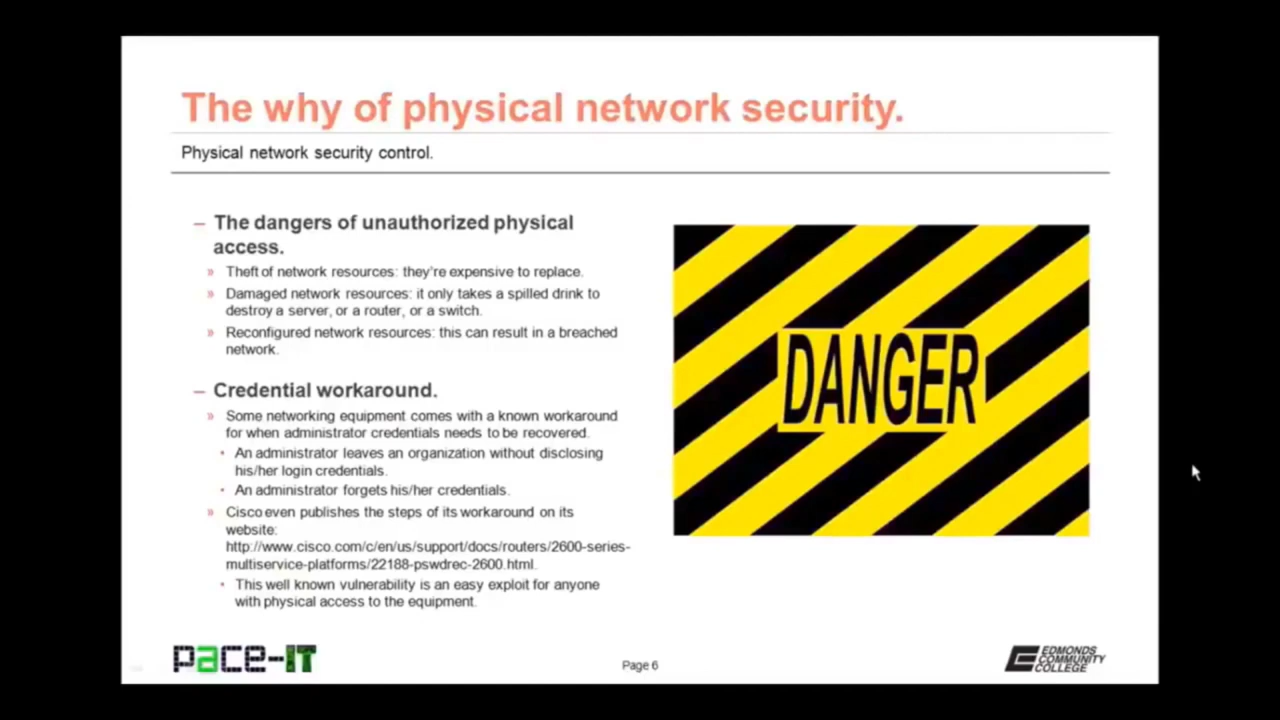 The why of physical network security.
Physical network security control.
– The dangers of unauthorized physical
access.
» Theft of network resources: they're expensive to replace.
» Damaged network resources: it only takes a spilled drink to
destroy a server, or a router, or a switch.
» Reconfigured network resources: this can result in a breached
network.
– Credential workaround.
» Some networking equipment comes with a known workaround
for when administrator credentials needs to be recovered.
• An administrator leaves an organization without disclosing
his/her login credentials.
• An administrator forgets his/her credentials.
» Cisco even publishes the steps of its workaround on its
website:
http://www.cisco.com/c/en/us/support/docs/routers/2600-series-
multiservice-platforms/22188-pswdrec-2600.html.
• This well known vulnerability is an easy exploit for anyone
with physical access to the equipment.
DANGER
pace-IT
Page 6
EDMONDS
COMMUNITY
COLLEGE